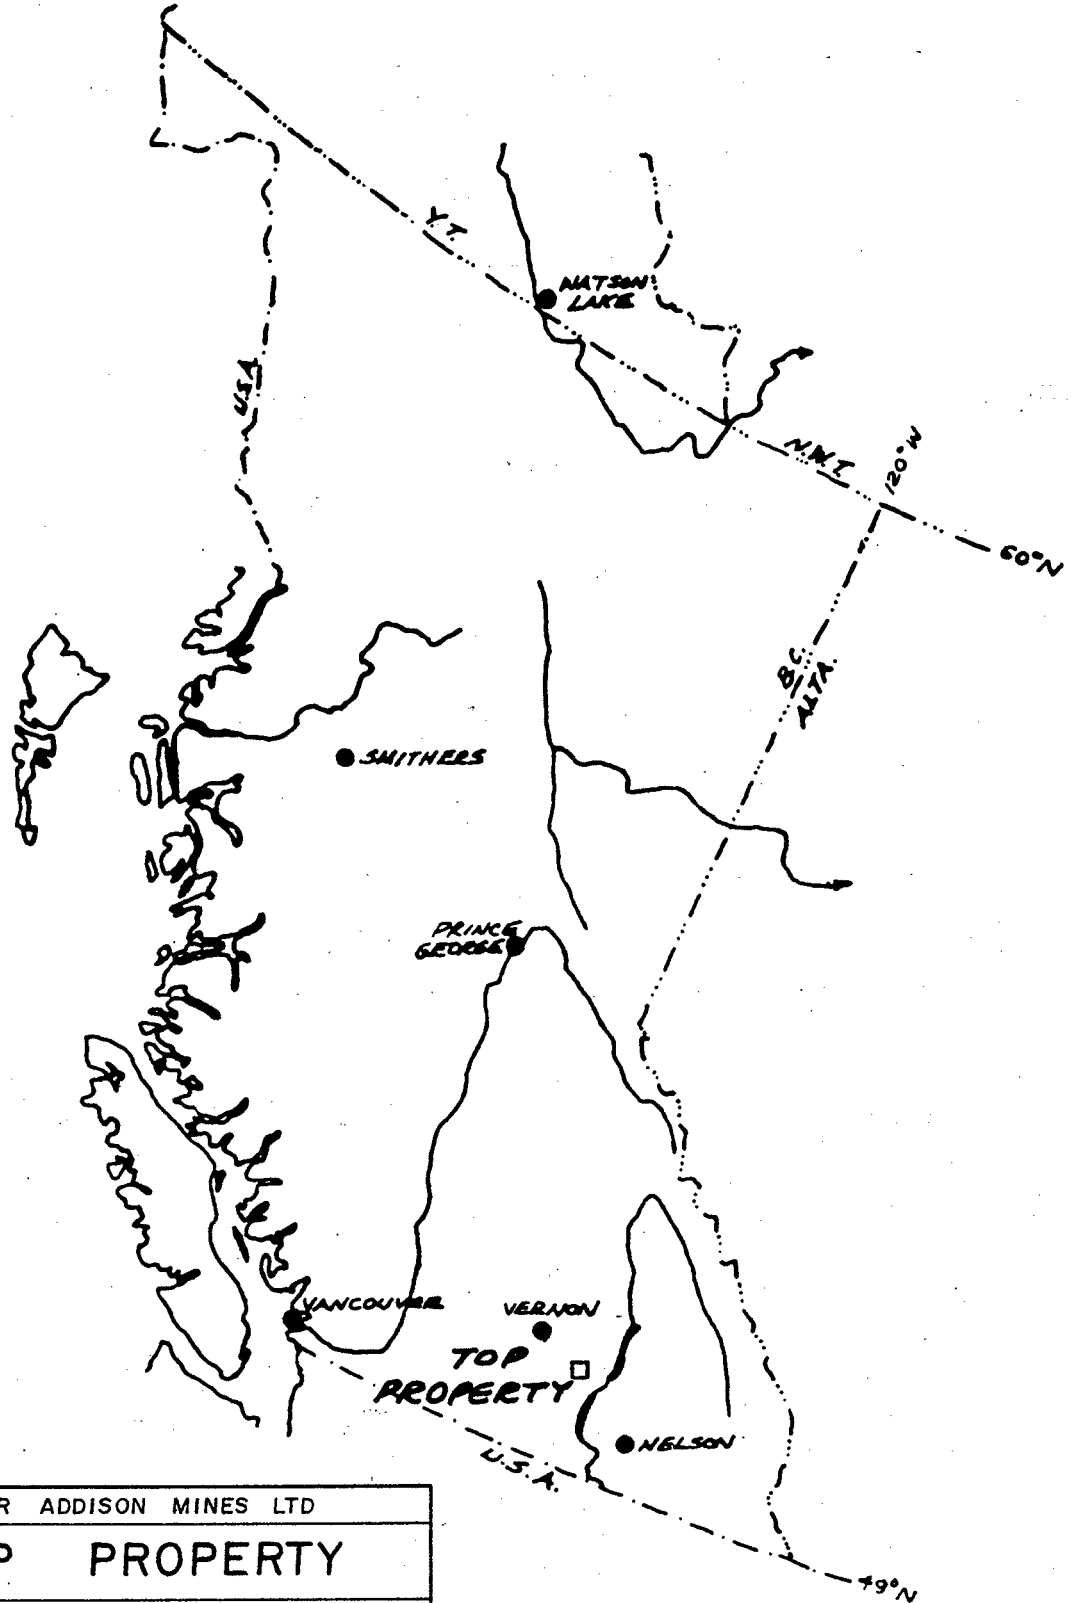 Y.T.
WATSON
LAKE
U.S.A.
N.W.T.
120°W
60°N
B.C.
ALTA.
SMITHERS
PRINCE
GEORGE
VANCOUVER
VERNON
TOP
PROPERTY
NELSON
U.S.A.
49°N
R ADDISON MINES LTD
P PROPERTY